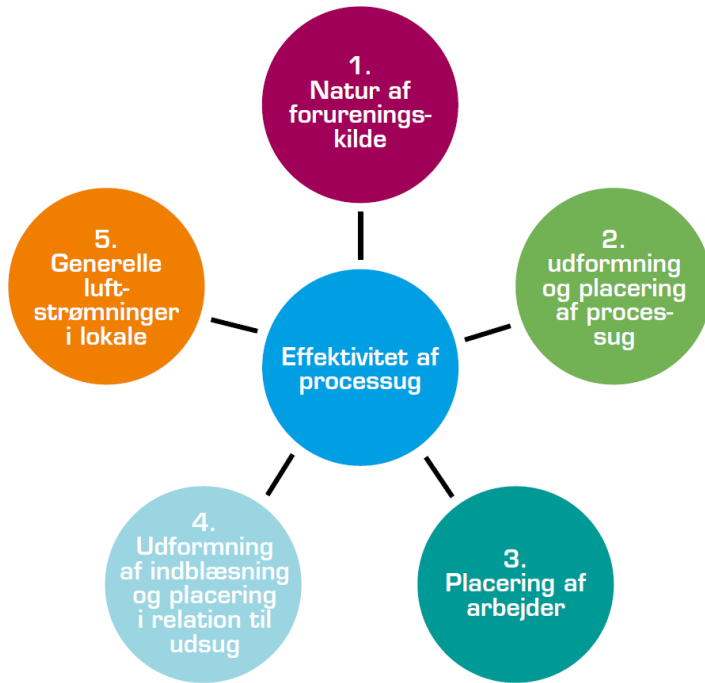 1.
Natur af
forurenings-
kilde
2.
udformning
og placering
af proces-
sug
3.
Placering af
arbejder
4.
Udformning
af indblæsning
og placering
i relation til
udsug
5.
Generelle
luft-
strømninger
i lokale
Effektivitet af
processug